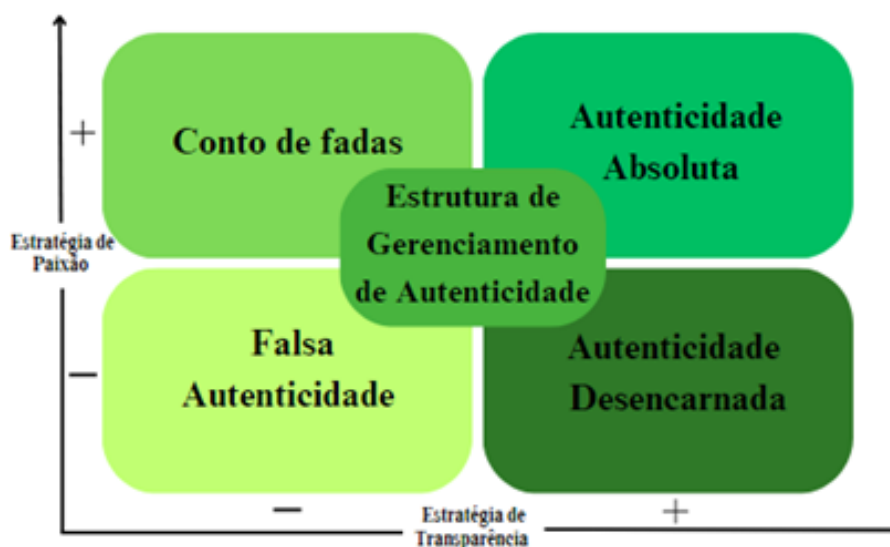 Conto de fadas
Autenticidade
Absoluta
+
Estratégia de
Paixão
Estrutura de
Gerenciamento
de Autenticidade
Falsa
Autenticidade
Autenticidade
Desencarnada
−
−
Estratégia de
Transparência
+